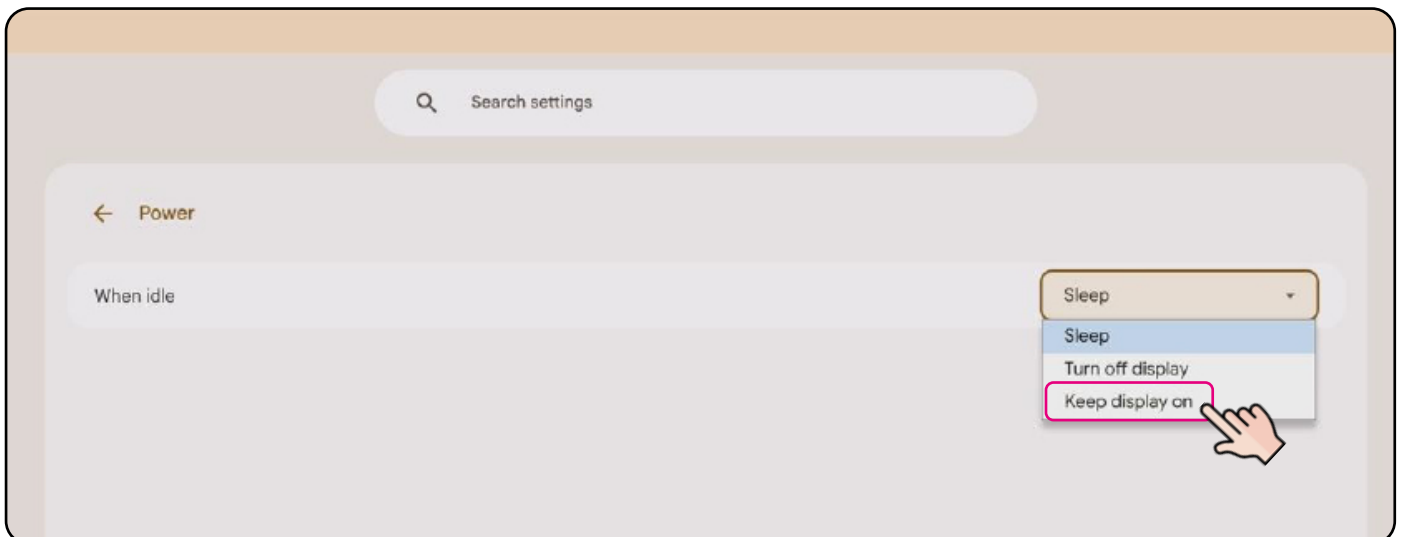 Search settings
Power
When idle
Sleep
Sleep
Turn off display
Keep display on